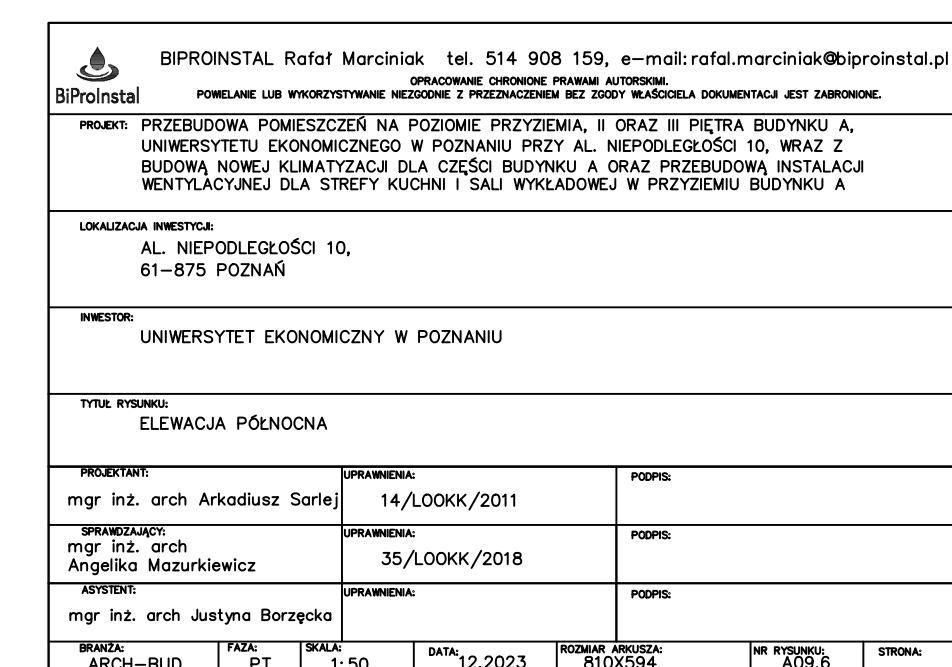 BIPROINSTAL Rafał Marciniak tel. 514 908 159, e-mail: rafal.marciniak@biproinstal.pl
BiProInstal
OPRACOWANIE CHRONIONE PRAWAMI AUTORSKIMI.
POWIELANIE LUB WYKORZYSTYWANIE NIEZGODNIE Z PRZEZNACZENIEM BEZ ZGODY WŁAŚCICIELA DOKUMENTACJI JEST ZABRONIONE.
PROJEKT: PRZEBUDOWA POMIESZCZEŃ NA POZIOMIE PRZYZIEMIA, II ORAZ III PIĘTRA BUDYNKU A,
UNIWERSYTETU EKONOMICZNEGO W POZNANIU PRZY AL. NIEPODLEGŁOŚCI 10, WRAZ Z
BUDOWĄ NOWEJ KLIMATYZACJI DLA CZĘŚCI BUDYNKU A ORAZ PRZEBUDOWĄ INSTALACJI
WENTYLACYJNEJ DLA STREFY KUCHNI I SALI WYKŁADOWEJ W PRZYZIEMIU BUDYNKU A
LOKALIZACJA INWESTYCJI:
AL. NIEPODLEGŁOŚCI 10,
61-875 POZNAŃ
INWESTOR:
UNIWERSYTET EKONOMICZNY W POZNANIU
TYTUŁ RYSUNKU:
ELEWACJA PÓŁNOCNA
PROJEKTANT: UPRAWNIENIA: PODPIS:
mgr inż. arch Arkadiusz Sarlej 14/LOOKK/2011
SPRAWDZAJĄCY: UPRAWNIENIA: PODPIS:
mgr inż. arch
Angelika Mazurkiewicz 35/LOOKK/2018
ASYSTENT: UPRAWNIENIA: PODPIS:
mgr inż. arch Justyna Borzęcka
BRANŻA: FAZA: SKALA: DATA: ROZMIAR ARKUSZA: NR RYSUNKU: STRONA:
ARCH-BUD PT 1:50 12.2023 810X594 A09.6